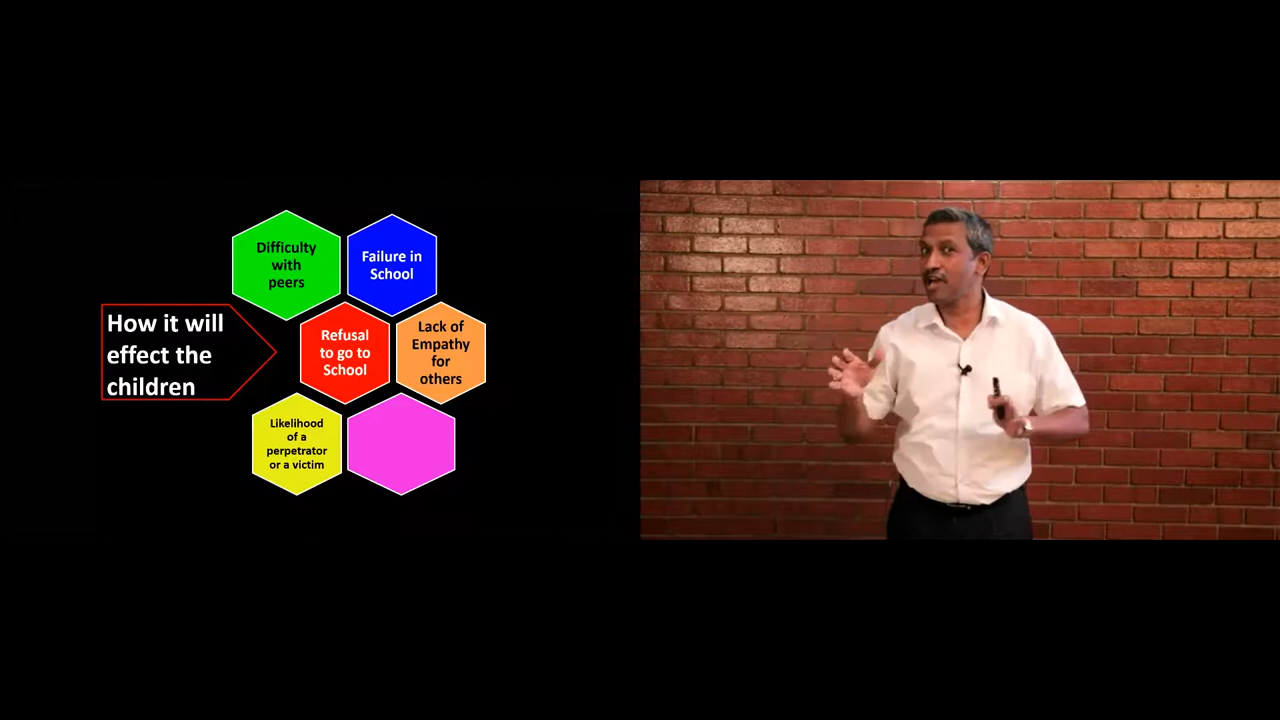 How it will
effect the
children
Difficulty
with
peers
Failure in
School
Refusal
to go to
School
Lack of
Empathy
for
others
Likelihood
of a
perpetrator
or a victim